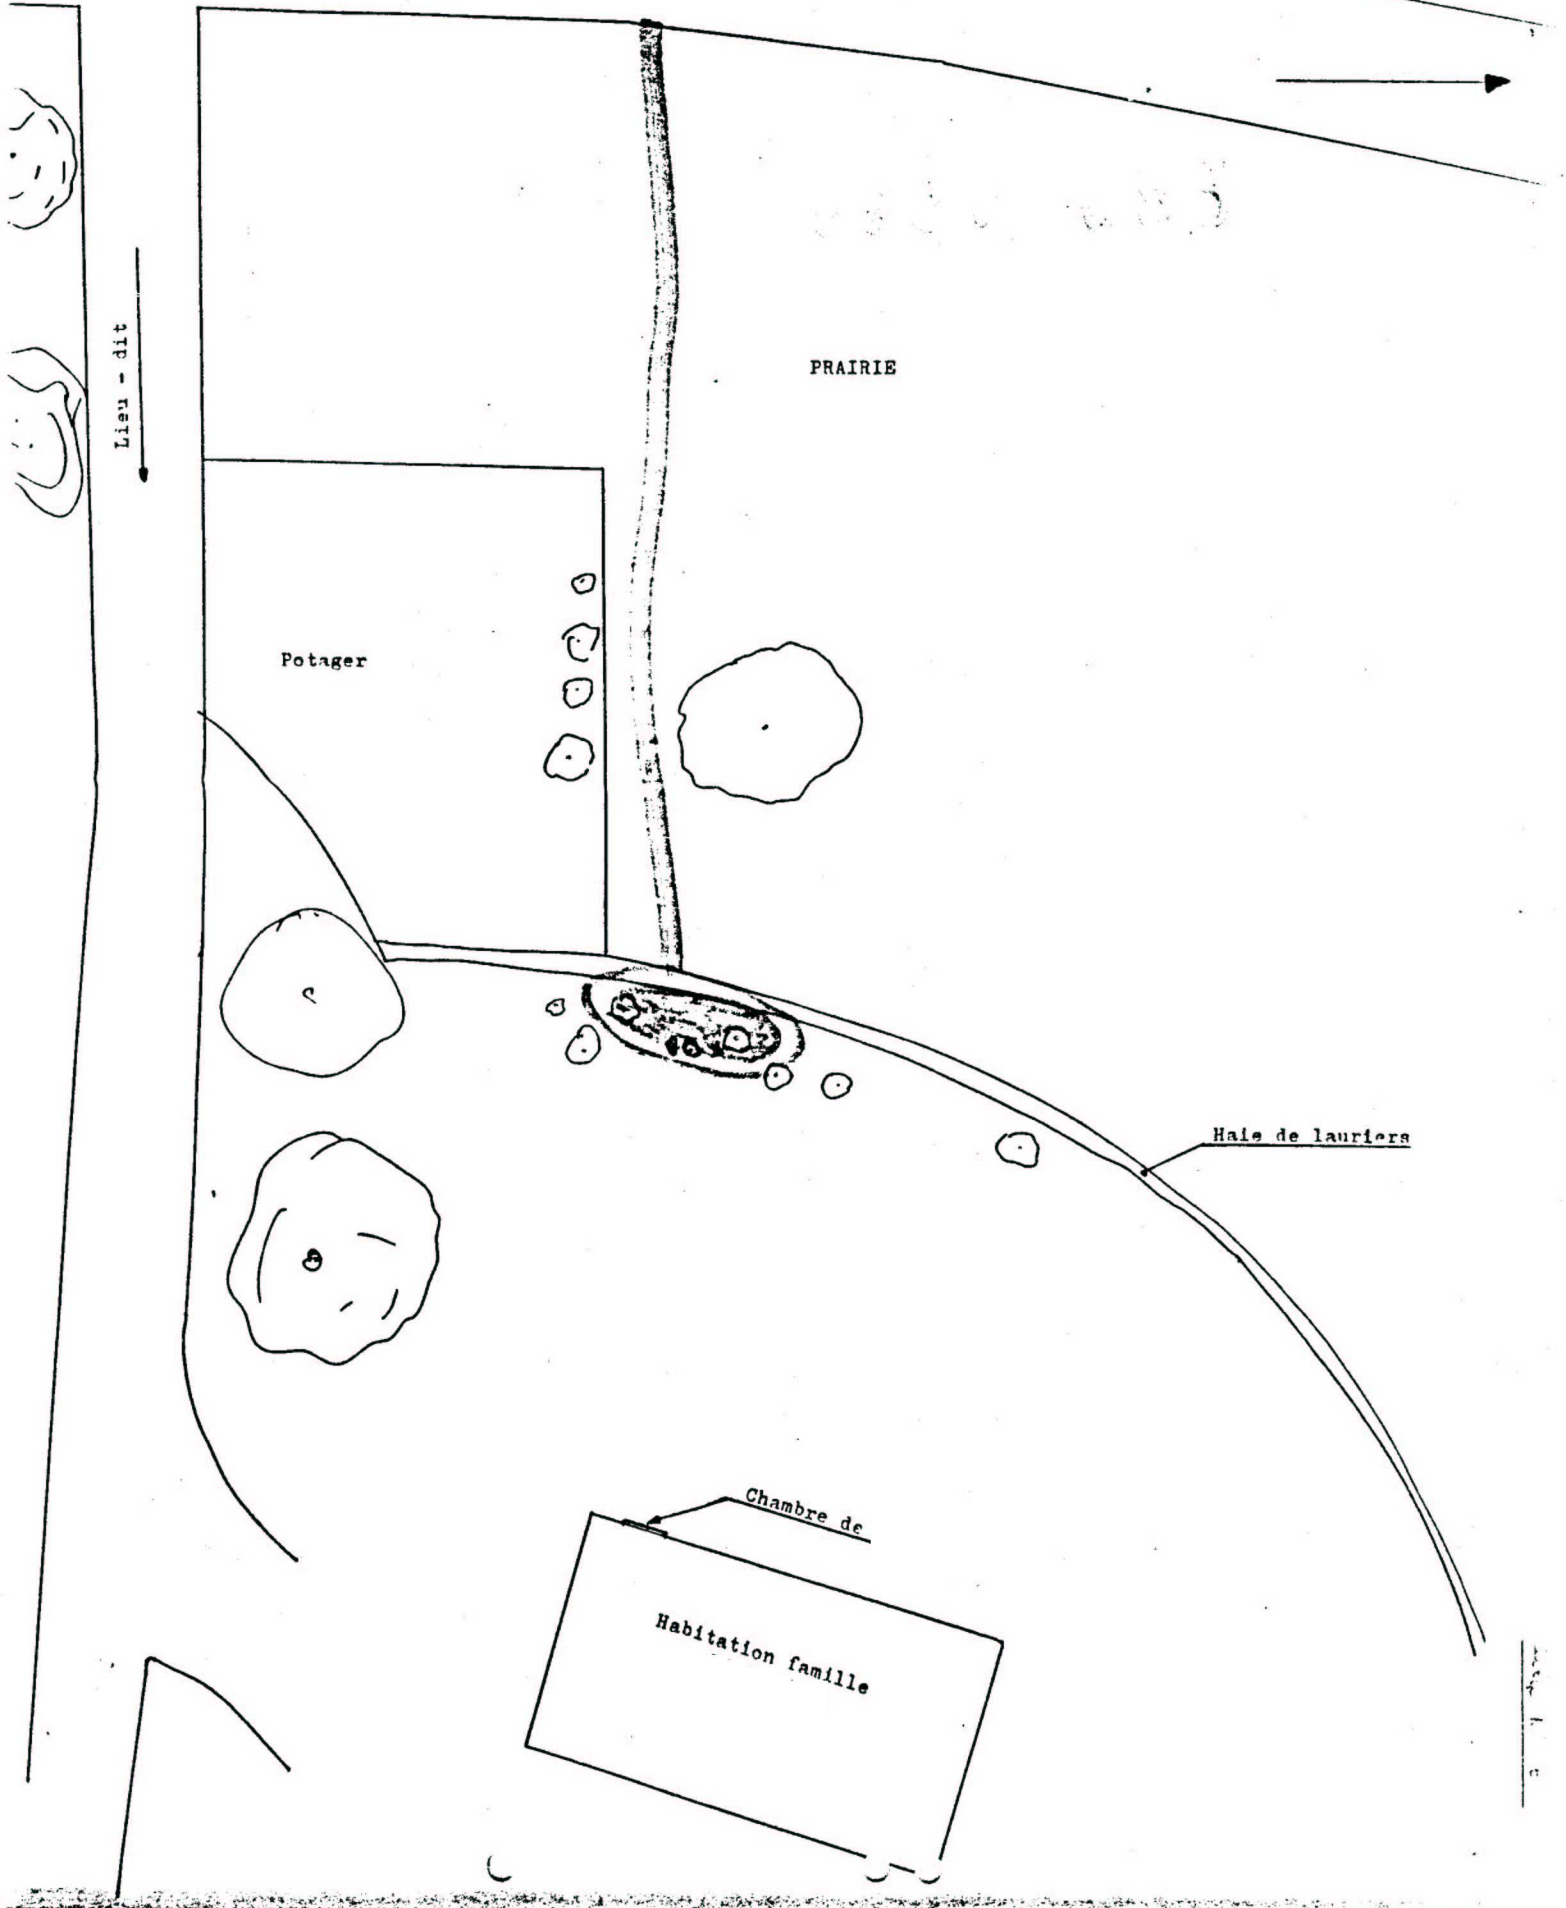 Lieu - dit
PRAIRIE
Potager
Haie de lauriers
Chambre de
Habitation famille